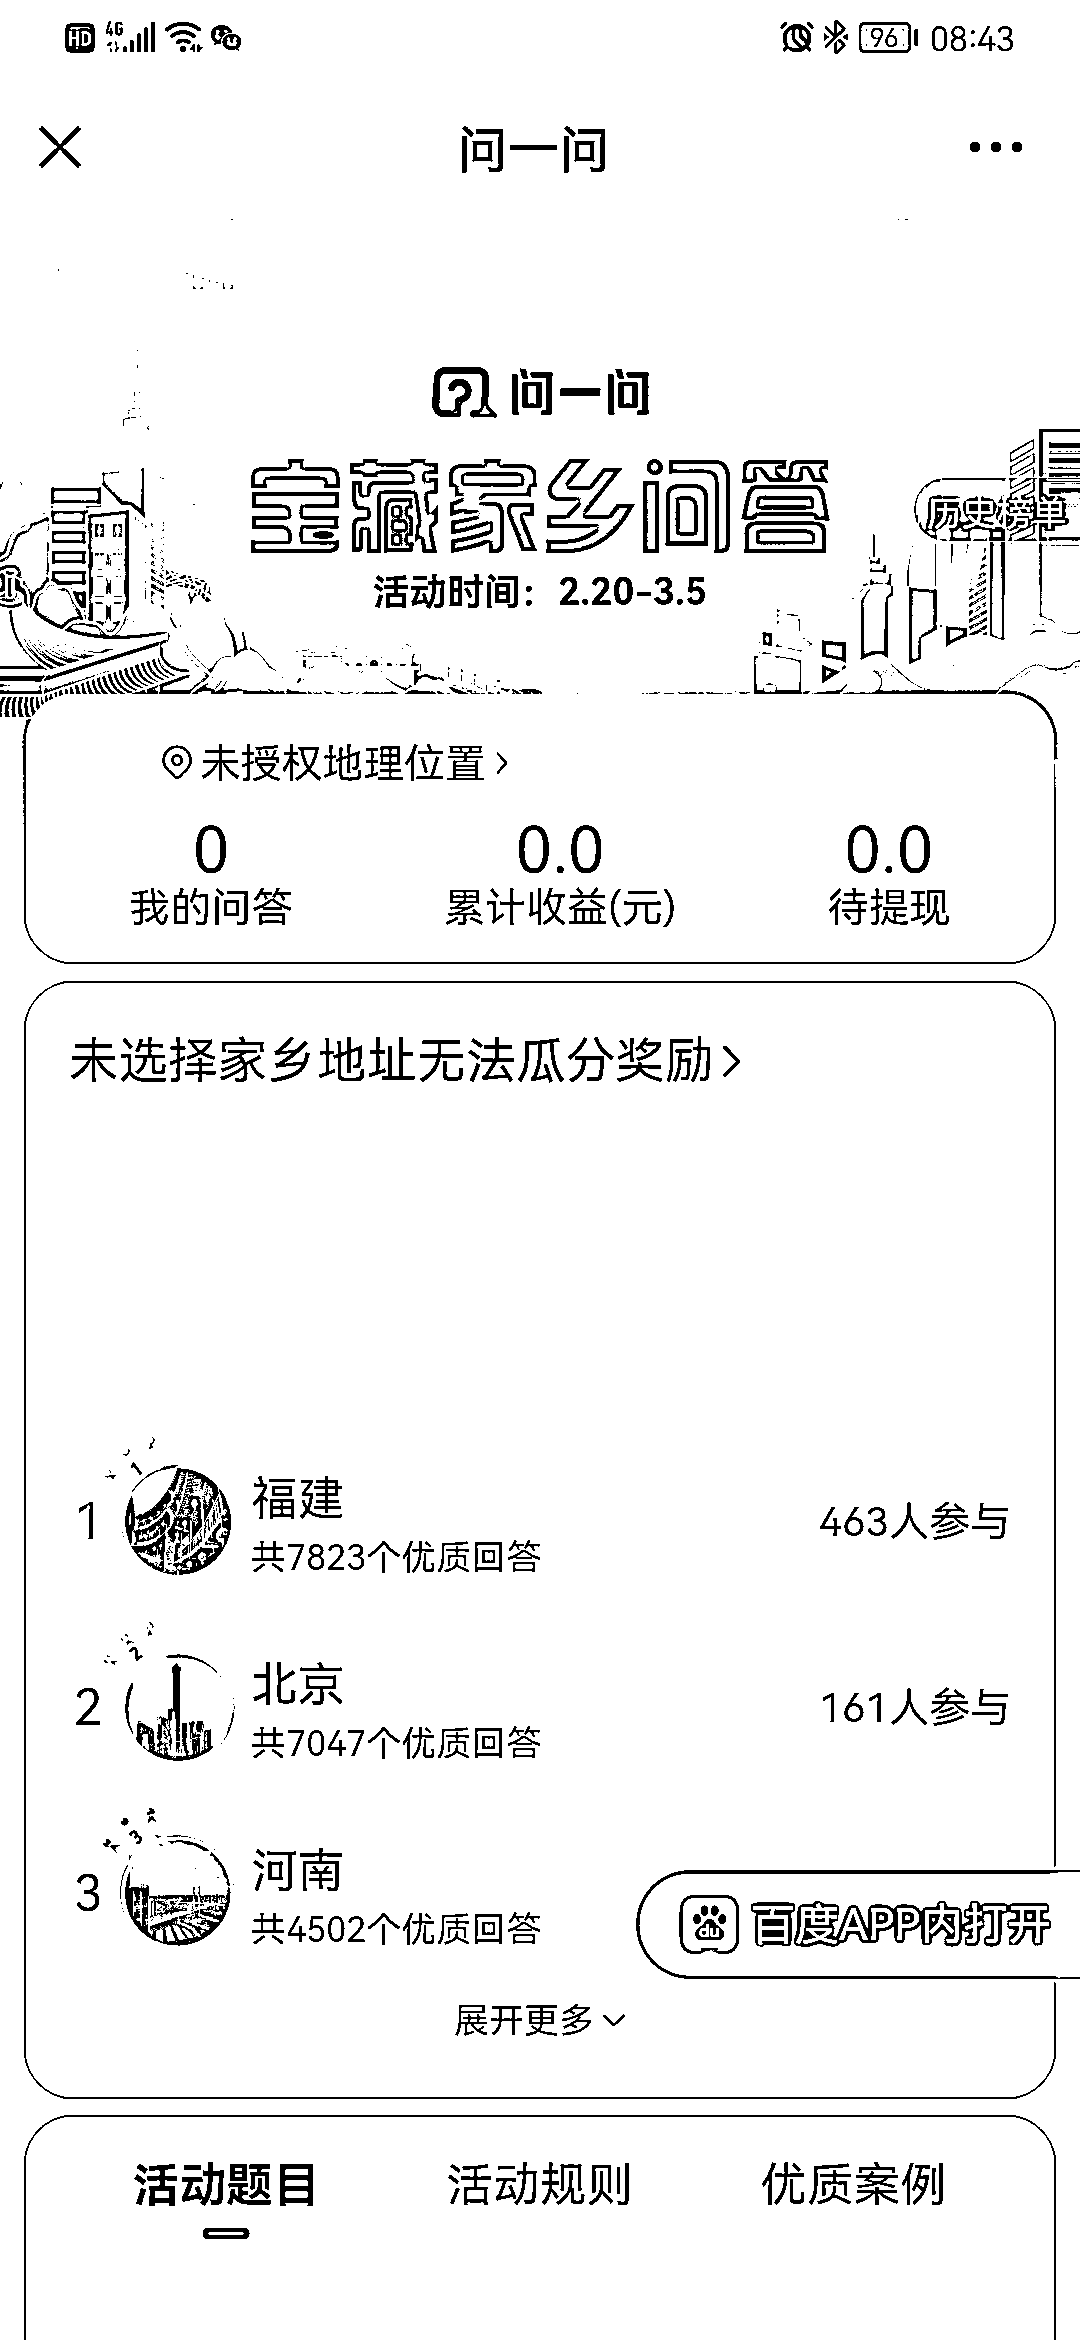 HD 4G 96 08:43
问一问
问一问
宝藏家乡问答
历史榜单
活动时间：2.20-3.5
未授权地理位置
0 0.0 0.0
我的问答 累计收益(元) 待提现
未选择家乡地址无法瓜分奖励
1
1 福建 463人参与
共7823个优质回答
2
2 北京 161人参与
共7047个优质回答
3
3 河南
共4502个优质回答
du 百度APP内打开
展开更多
活动题目 活动规则 优质案例